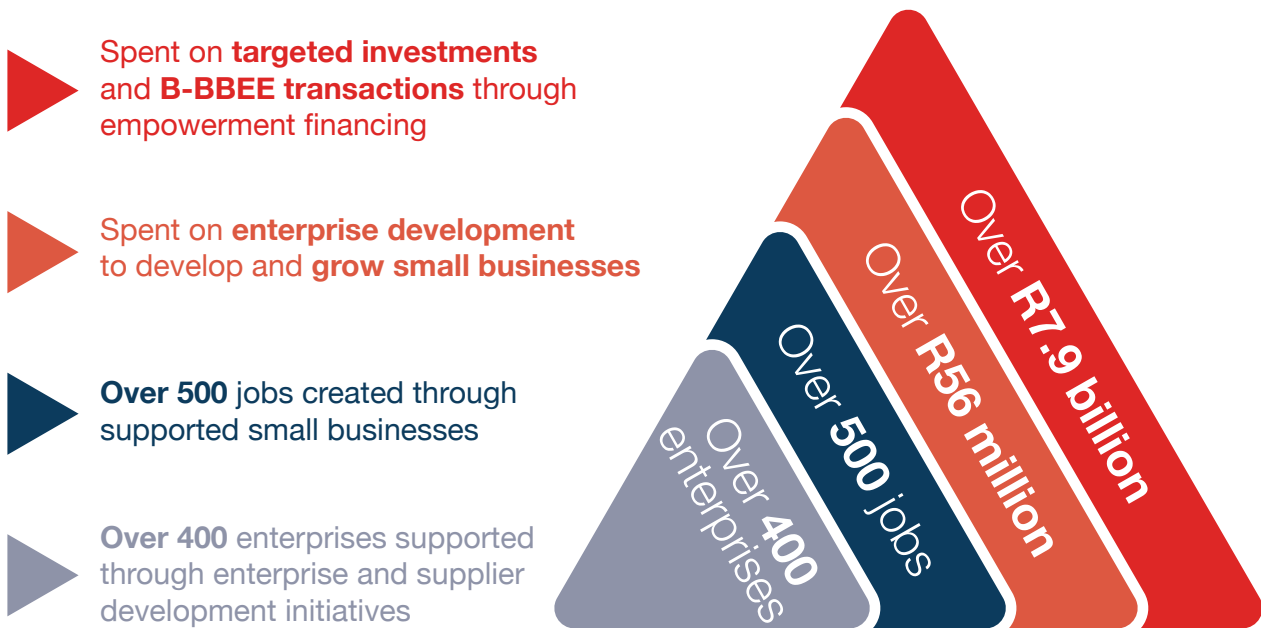 Spent on targeted investments
and B-BBEE transactions through
empowerment financing
Spent on enterprise development
to develop and grow small businesses
Over 500 jobs created through
supported small businesses
Over 400 enterprises supported
through enterprise and supplier
development initiatives
Over R7.9 billion
Over R56 million
Over 500 jobs
Over 400
enterprises